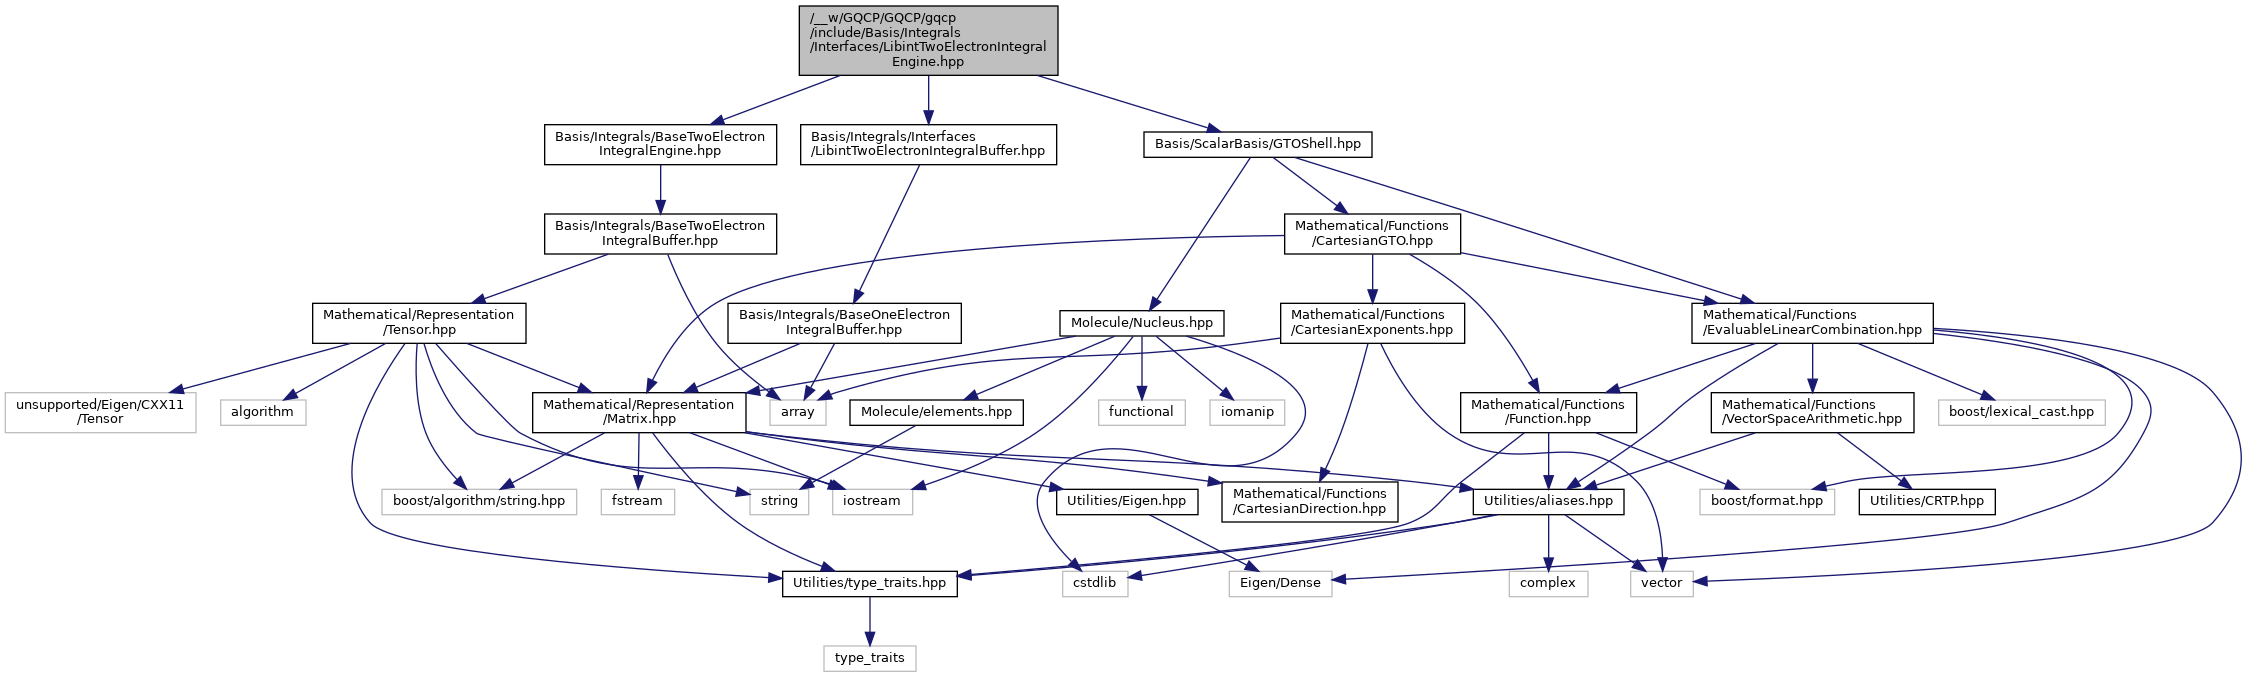 /__w/GQCP/GQCP/gqcp
/include/Basis/Integrals
/Interfaces/LibintTwoElectronIntegral
Engine.hpp
Basis/Integrals/BaseTwoElectron
IntegralEngine.hpp
Basis/Integrals/Interfaces
/LibintTwoElectronIntegralBuffer.hpp
Basis/ScalarBasis/GTOShell.hpp
Basis/Integrals/BaseTwoElectron
IntegralBuffer.hpp
Mathematical/Functions
/CartesianGTO.hpp
Mathematical/Representation
/Tensor.hpp
Basis/Integrals/BaseOneElectron
IntegralBuffer.hpp
Molecule/Nucleus.hpp
Mathematical/Functions
/CartesianExponents.hpp
Mathematical/Functions
/EvaluableLinearCombination.hpp
unsupported/Eigen/CXX11
/Tensor
algorithm
Mathematical/Representation
/Matrix.hpp
array
Molecule/elements.hpp
functional
iomanip
Mathematical/Functions
/Function.hpp
Mathematical/Functions
/VectorSpaceArithmetic.hpp
boost/lexical_cast.hpp
boost/algorithm/string.hpp
fstream
string
iostream
Utilities/Eigen.hpp
Mathematical/Functions
/CartesianDirection.hpp
Utilities/aliases.hpp
boost/format.hpp
Utilities/CRTP.hpp
Utilities/type_traits.hpp
cstdlib
Eigen/Dense
complex
vector
type_traits